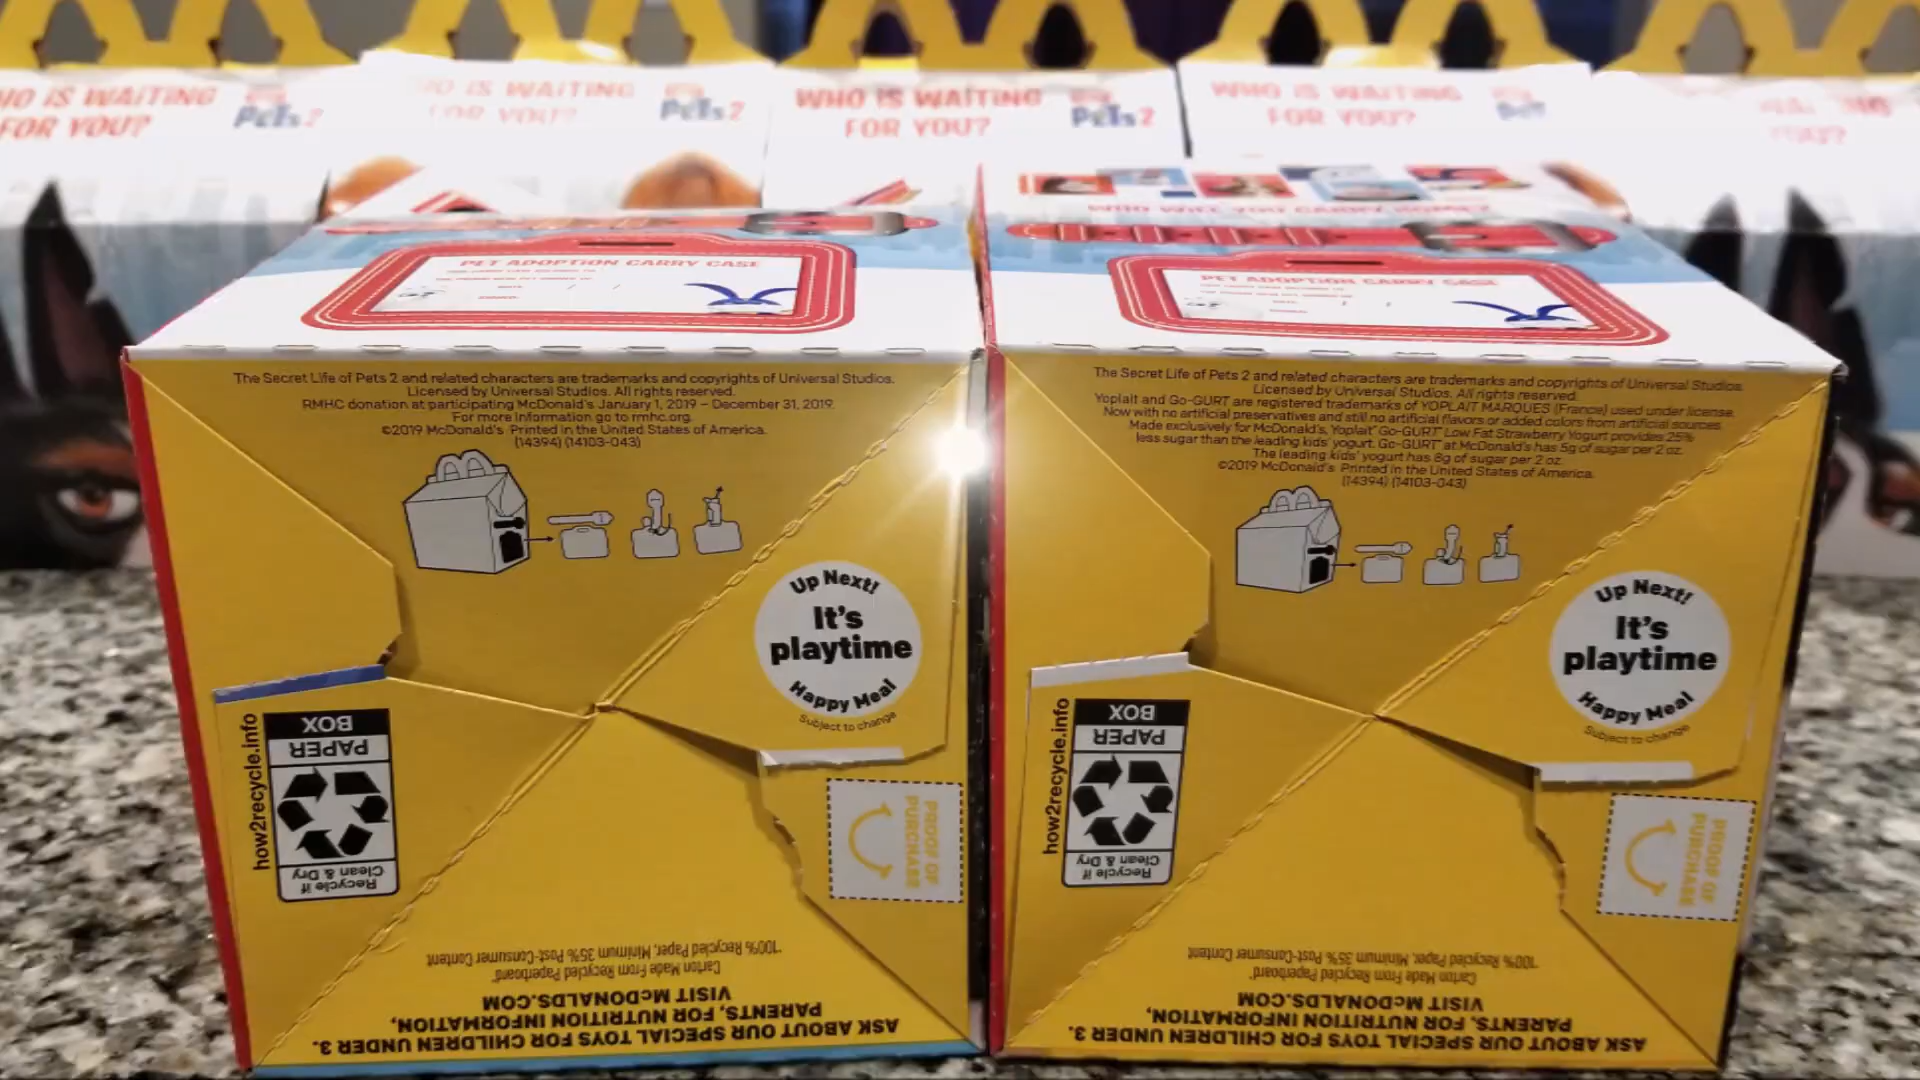 WHO IS WAITING
FOR YOU?
PETS 2
WHO IS WAITING
FOR YOU?
PETS 2
WHO IS WAITING
FOR YOU?
PETS 2
WHO IS WAITING
FOR YOU?
PET ADOPTION CARRY CASE
The Secret Life of Pets 2 and related characters are trademarks and copyrights of Universal Studios.
Licensed by Universal Studios. All rights reserved.
RMHC donation at participating McDonald's January 1, 2019 – December 31, 2019.
For more information go to rmhc.org.
©2019 McDonald's Printed in the United States of America.
(14394) (14103-043)
Up Next!
It's
playtime
Happy Meal
Subject to change
how2recycle.info
BOX
PAPER
Recycle if
Clean & Dry
PROOF OF
PURCHASE
ASK ABOUT OUR SPECIAL TOYS FOR CHILDREN UNDER 3.
PARENTS, FOR NUTRITION INFORMATION,
VISIT McDONALDS.COM
Carton Made From Recycled Paperboard
100% Recycled Paper, Minimum 35% Post-Consumer Content
WHO WILL YOU CARRY HOME?
PET ADOPTION CARRY CASE
The Secret Life of Pets 2 and related characters are trademarks and copyrights of Universal Studios.
Licensed by Universal Studios. All rights reserved.
Yoplait and Go-GURT are registered trademarks of YOPLAIT MARQUES (France) used under license.
Now with no artificial preservatives and still no artificial flavors or added colors from artificial sources.
Made exclusively for McDonald's, Yoplait® Go-GURT® Low Fat Strawberry Yogurt provides 25%
less sugar than the leading kids' yogurt. Go-GURT® at McDonald's has 5g of sugar per 2 oz.
The leading kids' yogurt has 8g of sugar per 2 oz.
©2019 McDonald's Printed in the United States of America.
(14394) (14103-043)
Up Next!
It's
playtime
Happy Meal
Subject to change
how2recycle.info
BOX
PAPER
Recycle if
Clean & Dry
PROOF OF
PURCHASE
ASK ABOUT OUR SPECIAL TOYS FOR CHILDREN UNDER 3.
PARENTS, FOR NUTRITION INFORMATION,
VISIT McDONALDS.COM
Carton Made From Recycled Paperboard
100% Recycled Paper, Minimum 35% Post-Consumer Content